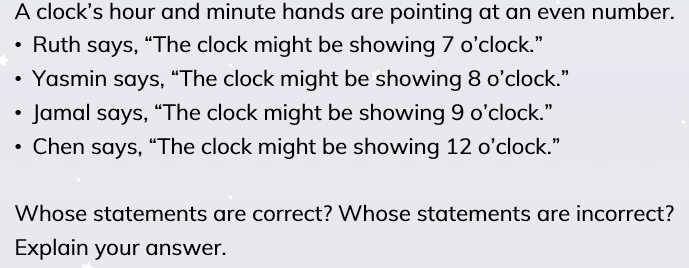 A clock’s hour and minute hands are pointing at an even number.
• Ruth says, “The clock might be showing 7 o’clock.”
• Yasmin says, “The clock might be showing 8 o’clock.”
• Jamal says, “The clock might be showing 9 o’clock.”
• Chen says, “The clock might be showing 12 o’clock.”
Whose statements are correct? Whose statements are incorrect?
Explain your answer.